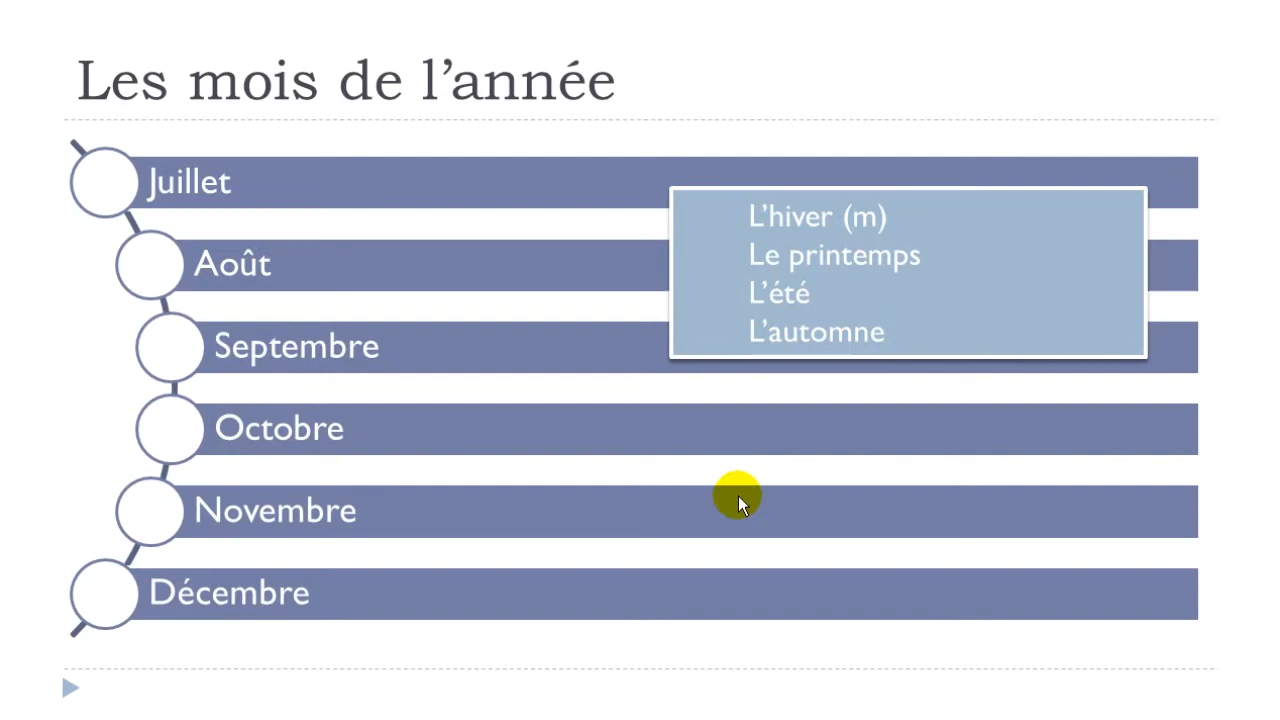 Les mois de l’année
Juillet
Août
Septembre
Octobre
Novembre
Décembre
L’hiver (m)
Le printemps
L’été
L’automne